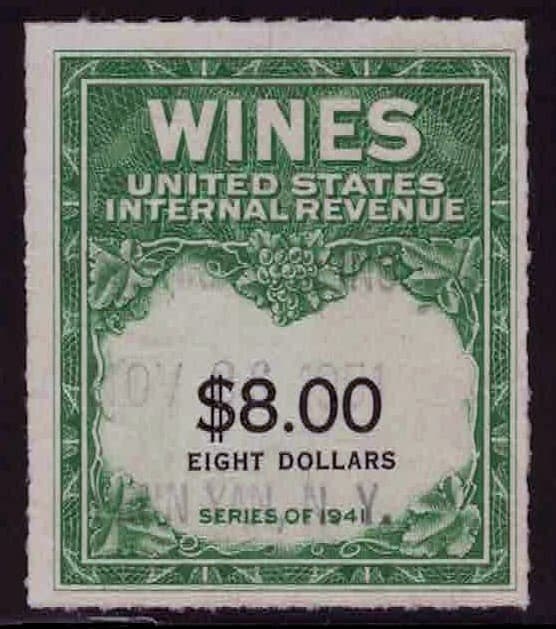 WINES
UNITED STATES
INTERNAL REVENUE
$8.00
EIGHT DOLLARS
N. Y.
SERIES OF 1941